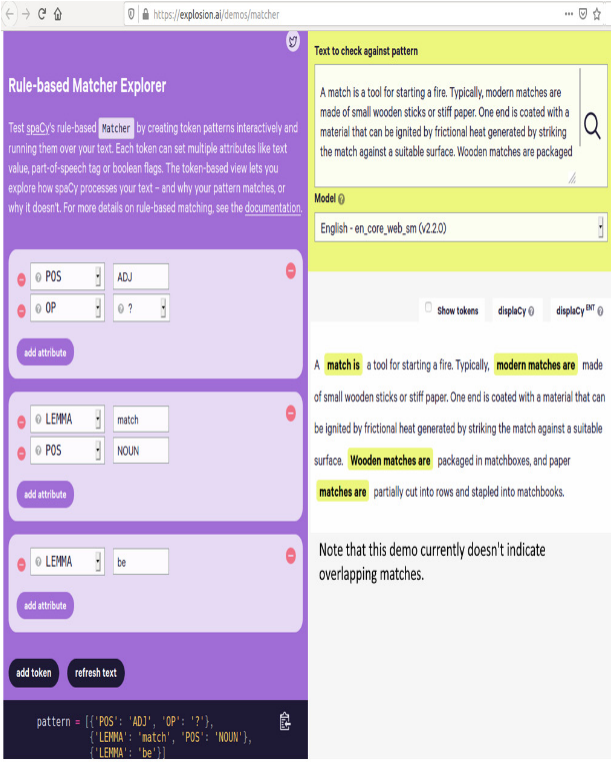 https://explosion.ai/demos/matcher
Rule-based Matcher Explorer
Test spaCy's rule-based Matcher by creating token patterns interactively and
running them over your text. Each token can set multiple attributes like text
value, part-of-speech tag or boolean flags. The token-based view lets you
explore how spaCy processes your text – and why your pattern matches, or
why it doesn't. For more details on rule-based matching, see the documentation.
POS ADJ
OP ?
add attribute
LEMMA match
POS NOUN
add attribute
LEMMA be
add attribute
add token refresh text
pattern = [{'POS': 'ADJ', 'OP': '?'},
{'LEMMA': 'match', 'POS': 'NOUN'},
{'LEMMA': 'be'}]
Text to check against pattern
A match is a tool for starting a fire. Typically, modern matches are
made of small wooden sticks or stiff paper. One end is coated with a
material that can be ignited by frictional heat generated by striking
the match against a suitable surface. Wooden matches are packaged
Model
English - en_core_web_sm (v2.2.0)
Show tokens displaCy displaCy ENT
A match is a tool for starting a fire. Typically, modern matches are made
of small wooden sticks or stiff paper. One end is coated with a material that can
be ignited by frictional heat generated by striking the match against a suitable
surface. Wooden matches are packaged in matchboxes, and paper
matches are partially cut into rows and stapled into matchbooks.
Note that this demo currently doesn't indicate
overlapping matches.